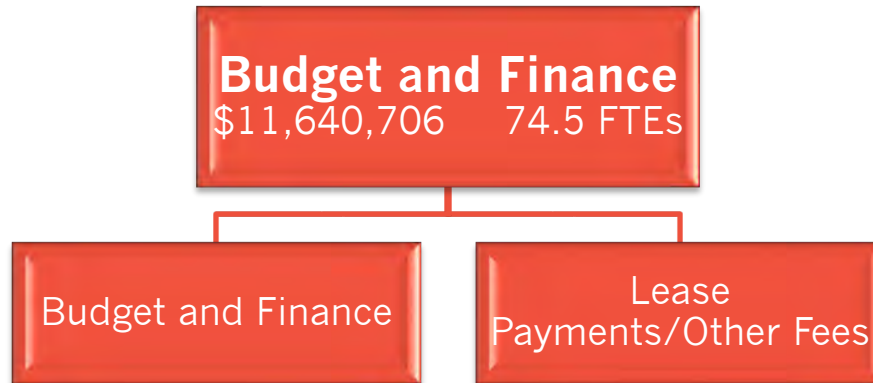 Budget and Finance
$11,640,706 74.5 FTEs
Budget and Finance
Lease
Payments/Other Fees